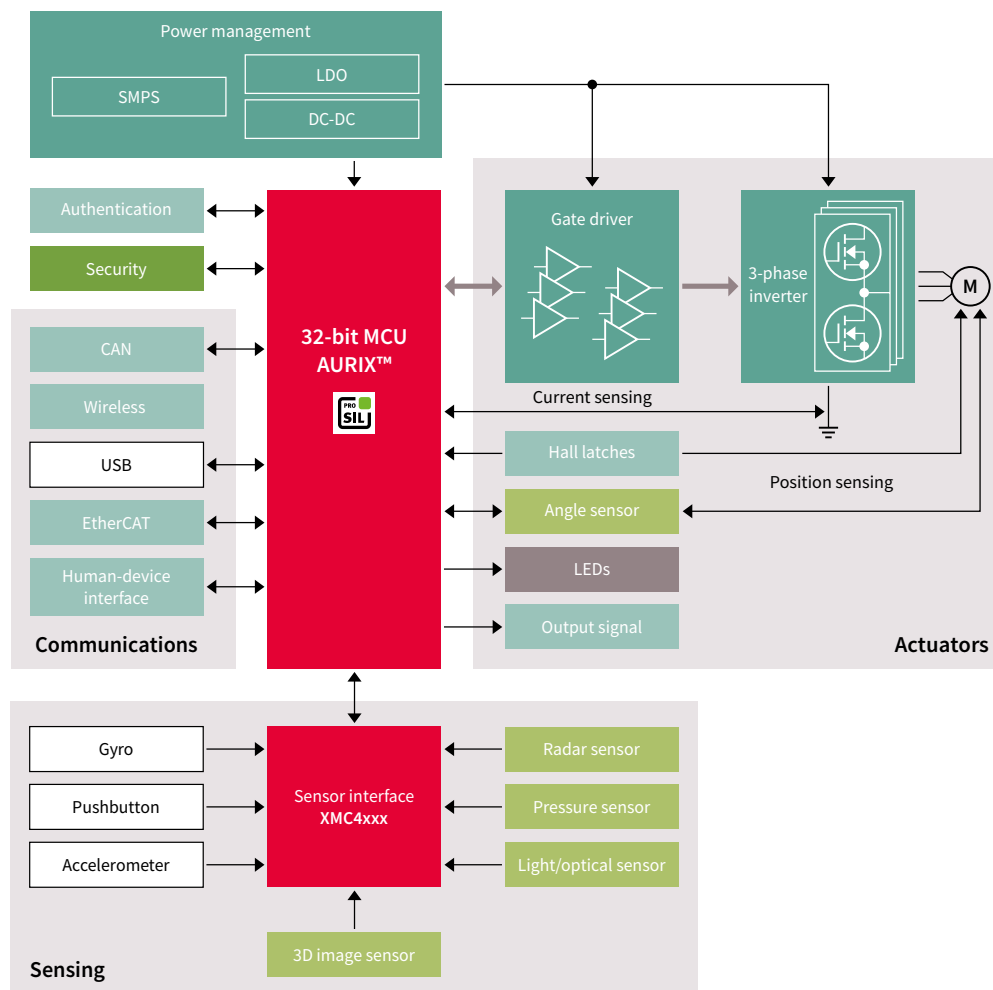 Power management
SMPS
LDO
DC-DC
Authentication
Security
CAN
Wireless
USB
EtherCAT
Human-device
interface
Communications
32-bit MCU
AURIX™
PRO
SIL
Gate driver
3-phase
inverter
M
Current sensing
Hall latches
Position sensing
Angle sensor
LEDs
Output signal
Actuators
Gyro
Pushbutton
Accelerometer
Sensor interface
XMC4xxx
Radar sensor
Pressure sensor
Light/optical sensor
3D image sensor
Sensing